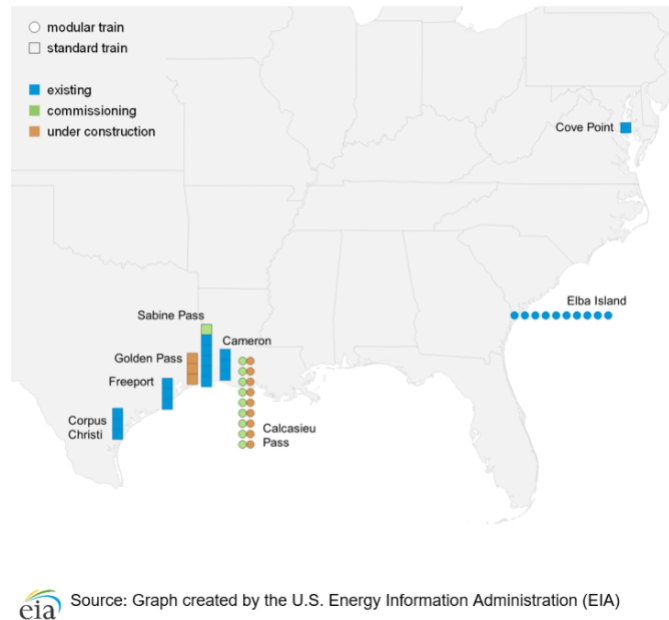 modular train
standard train
existing
commissioning
under construction
Cove Point
Elba Island
Sabine Pass
Cameron
Golden Pass
Freeport
Corpus
Christi
Calcasieu
Pass
eia
Source: Graph created by the U.S. Energy Information Administration (EIA)